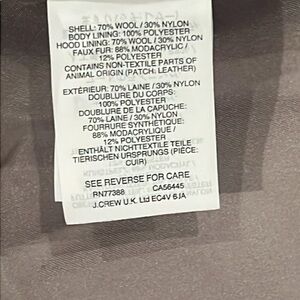 SHELL: 70% WOOL / 30% NYLON
BODY LINING: 100% POLYESTER
HOOD LINING: 70% WOOL / 30% NYLON
FAUX FUR: 88% MODACRYLIC /
12% POLYESTER
CONTAINS NON-TEXTILE PARTS OF
ANIMAL ORIGIN (PATCH: LEATHER)
EXTÉRIEUR: 70% LAINE / 30% NYLON
DOUBLURE DU CORPS:
100% POLYESTER
DOUBLURE DE LA CAPUCHE:
70% LAINE / 30% NYLON
FOURRURE SYNTHÉTIQUE:
88% MODACRYLIQUE /
12% POLYESTER
ENTHÄLT NICHTTEXTILE TEILE
TIERISCHEN URSPRUNGS (PIÈCE:
CUIR)
SEE REVERSE FOR CARE
RN77388 CA56445
J.CREW U.K. Ltd EC4V 6JA